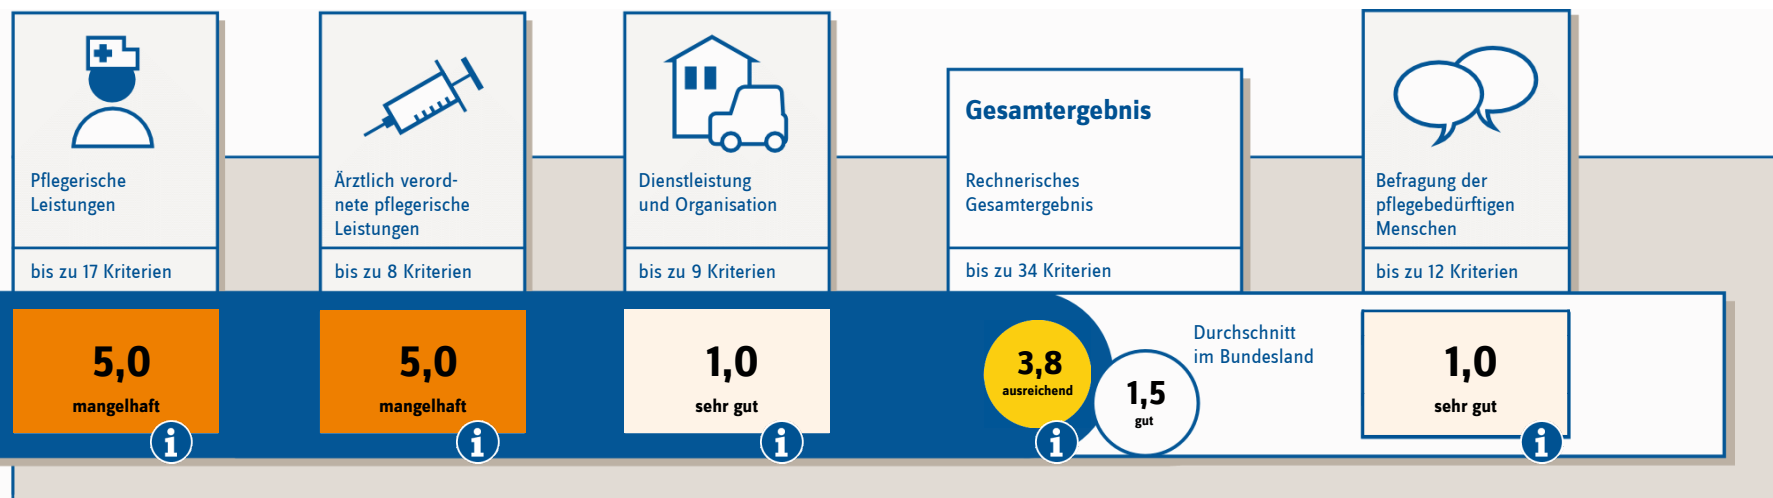 Pflegerische
Leistungen
bis zu 17 Kriterien
5,0
mangelhaft
i
Ärztlich verord-
nete pflegerische
Leistungen
bis zu 8 Kriterien
5,0
mangelhaft
i
Dienstleistung
und Organisation
bis zu 9 Kriterien
1,0
sehr gut
i
Gesamtergebnis
Rechnerisches
Gesamtergebnis
bis zu 34 Kriterien
3,8
ausreichend
i
1,5
gut
Durchschnitt
im Bundesland
Befragung der
pflegebedürftigen
Menschen
bis zu 12 Kriterien
1,0
sehr gut
i